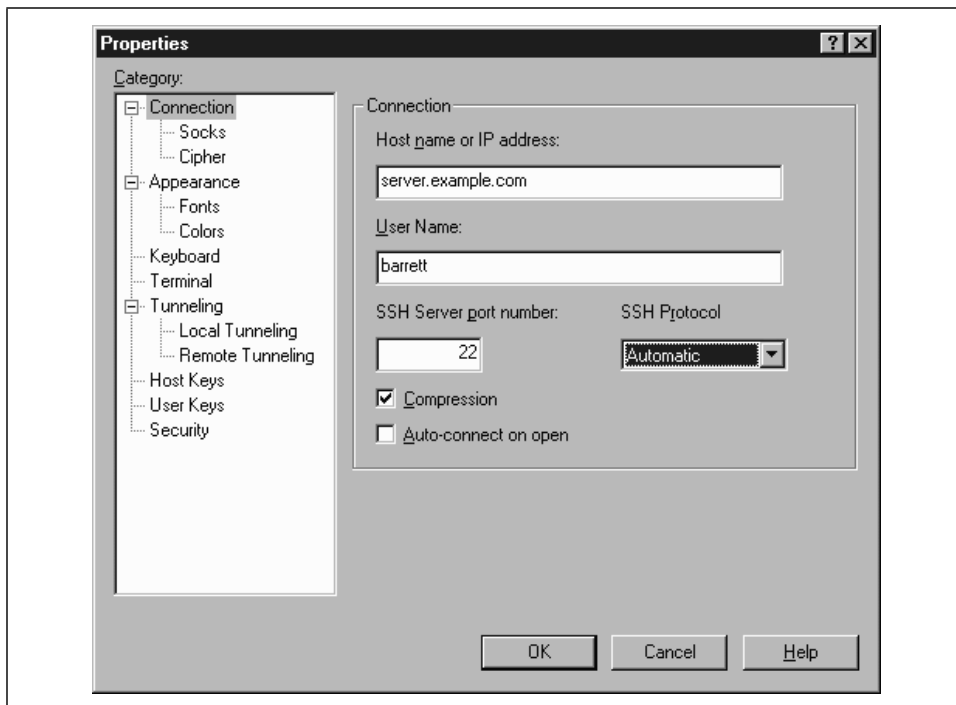 Properties
Category:
Connection
Socks
Cipher
Appearance
Fonts
Colors
Keyboard
Terminal
Tunneling
Local Tunneling
Remote Tunneling
Host Keys
User Keys
Security
Connection
Host name or IP address:
server.example.com
User Name:
barrett
SSH Server port number:
SSH Protocol
22
Automatic
Compression
Auto-connect on open
OK
Cancel
Help